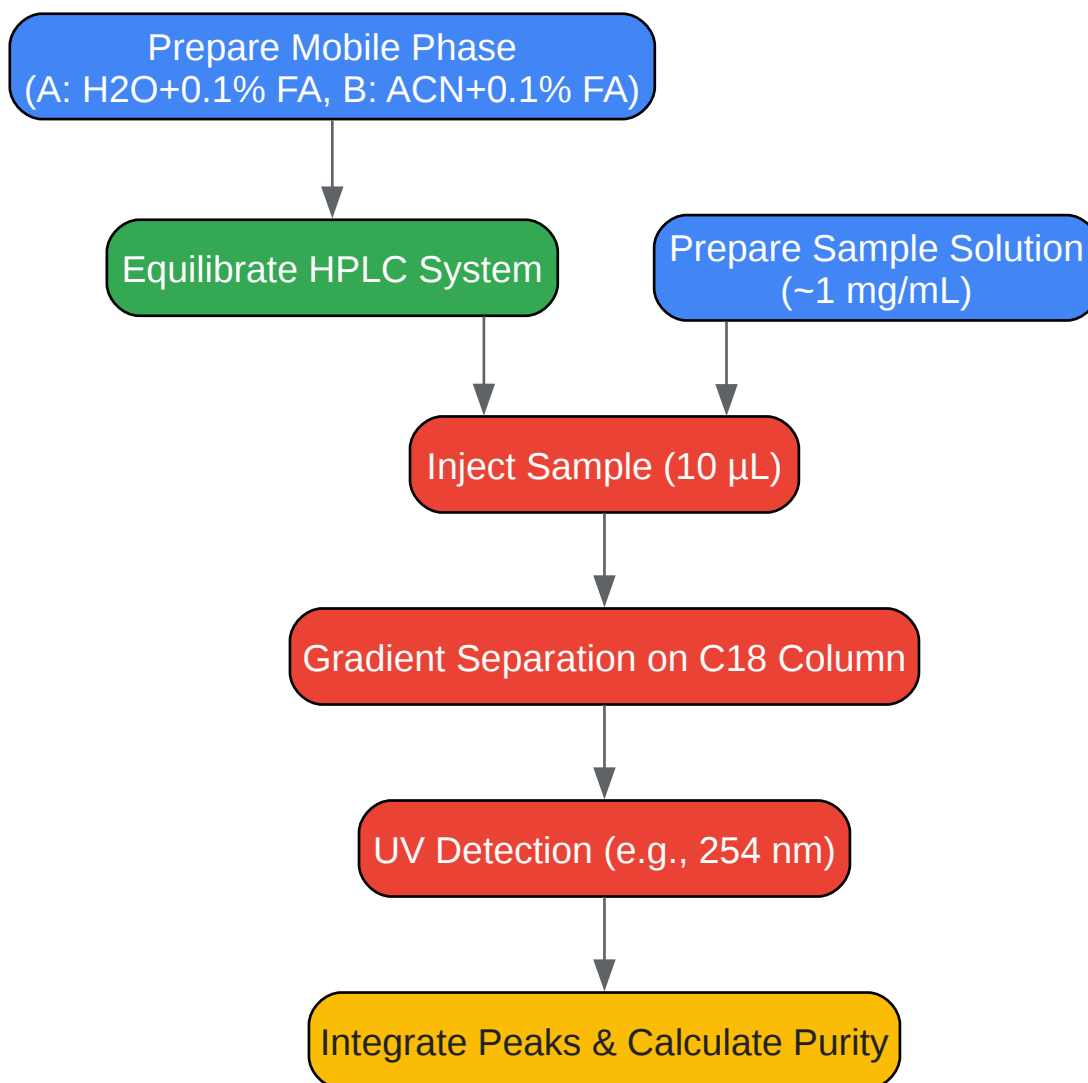 Prepare Mobile Phase
(A: H2O+0.1% FA, B: ACN+0.1% FA)
Equilibrate HPLC System
Prepare Sample Solution
(~1 mg/mL)
Inject Sample (10 µL)
Gradient Separation on C18 Column
UV Detection (e.g., 254 nm)
Integrate Peaks & Calculate Purity